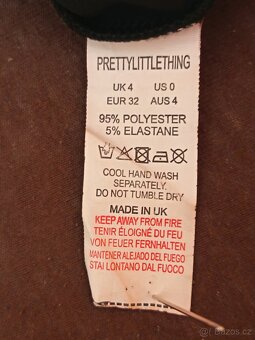 PRETTYLITTLETHING
UK 4 US 0
EUR 32 AUS 4
95% POLYESTER
5% ELASTANE
COOL HAND WASH
SEPARATELY.
DO NOT TUMBLE DRY
MADE IN UK
KEEP AWAY FROM FIRE
TENIR ÉLOIGNÉ DU FEU
VON FEUER FERNHALTEN
MANTENER ALEJADO DEL FUEGO
STAI LONTANO DAL FUOCO
bazos.cz